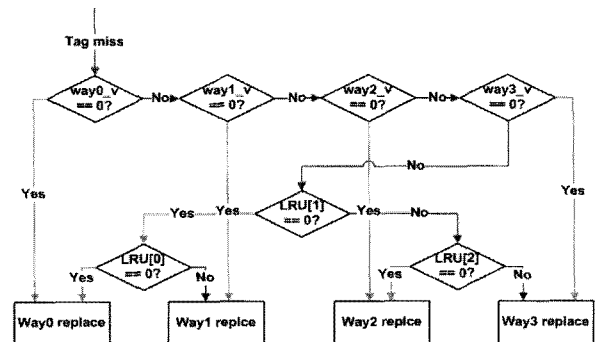 Tag miss
way0_v
== 0?
No
way1_v
== 0?
No
way2_v
== 0?
No
way3_v
== 0?
No
Yes
Yes
Yes
LRU[1]
== 0?
Yes
No
Yes
LRU[0]
== 0?
Yes
No
LRU[2]
== 0?
Yes
No
Way0 replace
Way1 replce
Way2 replce
Way3 replace